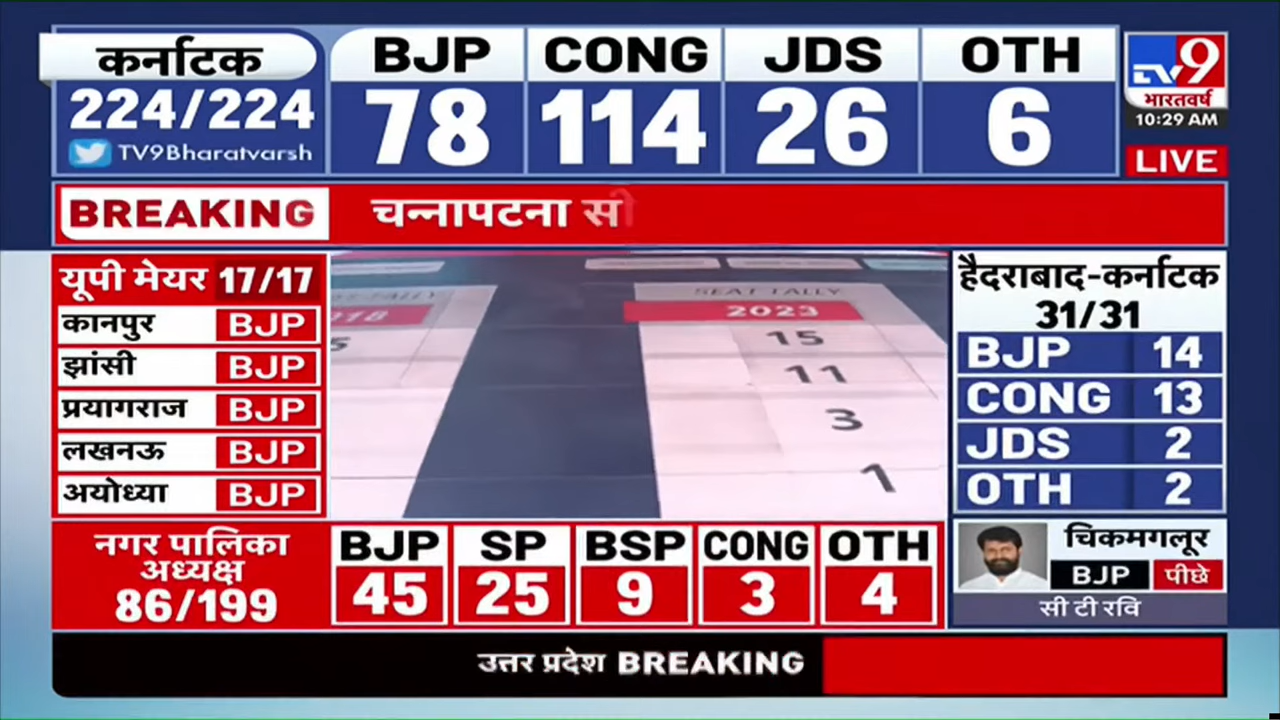 कर्नाटक
224/224
TV9Bharatvarsh
BJP CONG JDS OTH
78 114 26 6
TV9
भारतवर्ष
10:29 AM
LIVE
BREAKING
चन्नापटना सी
यूपी मेयर 17/17
कानपुर BJP
झांसी BJP
प्रयागराज BJP
लखनऊ BJP
अयोध्या BJP
SEAT TALLY
2023
15
11
3
1
हैदराबाद-कर्नाटक
31/31
BJP 14
CONG 13
JDS 2
OTH 2
चिकमगलूर
BJP पीछे
सी टी रवि
नगर पालिका
अध्यक्ष
86/199
BJP SP BSP CONG OTH
45 25 9 3 4
उत्तर प्रदेश BREAKING